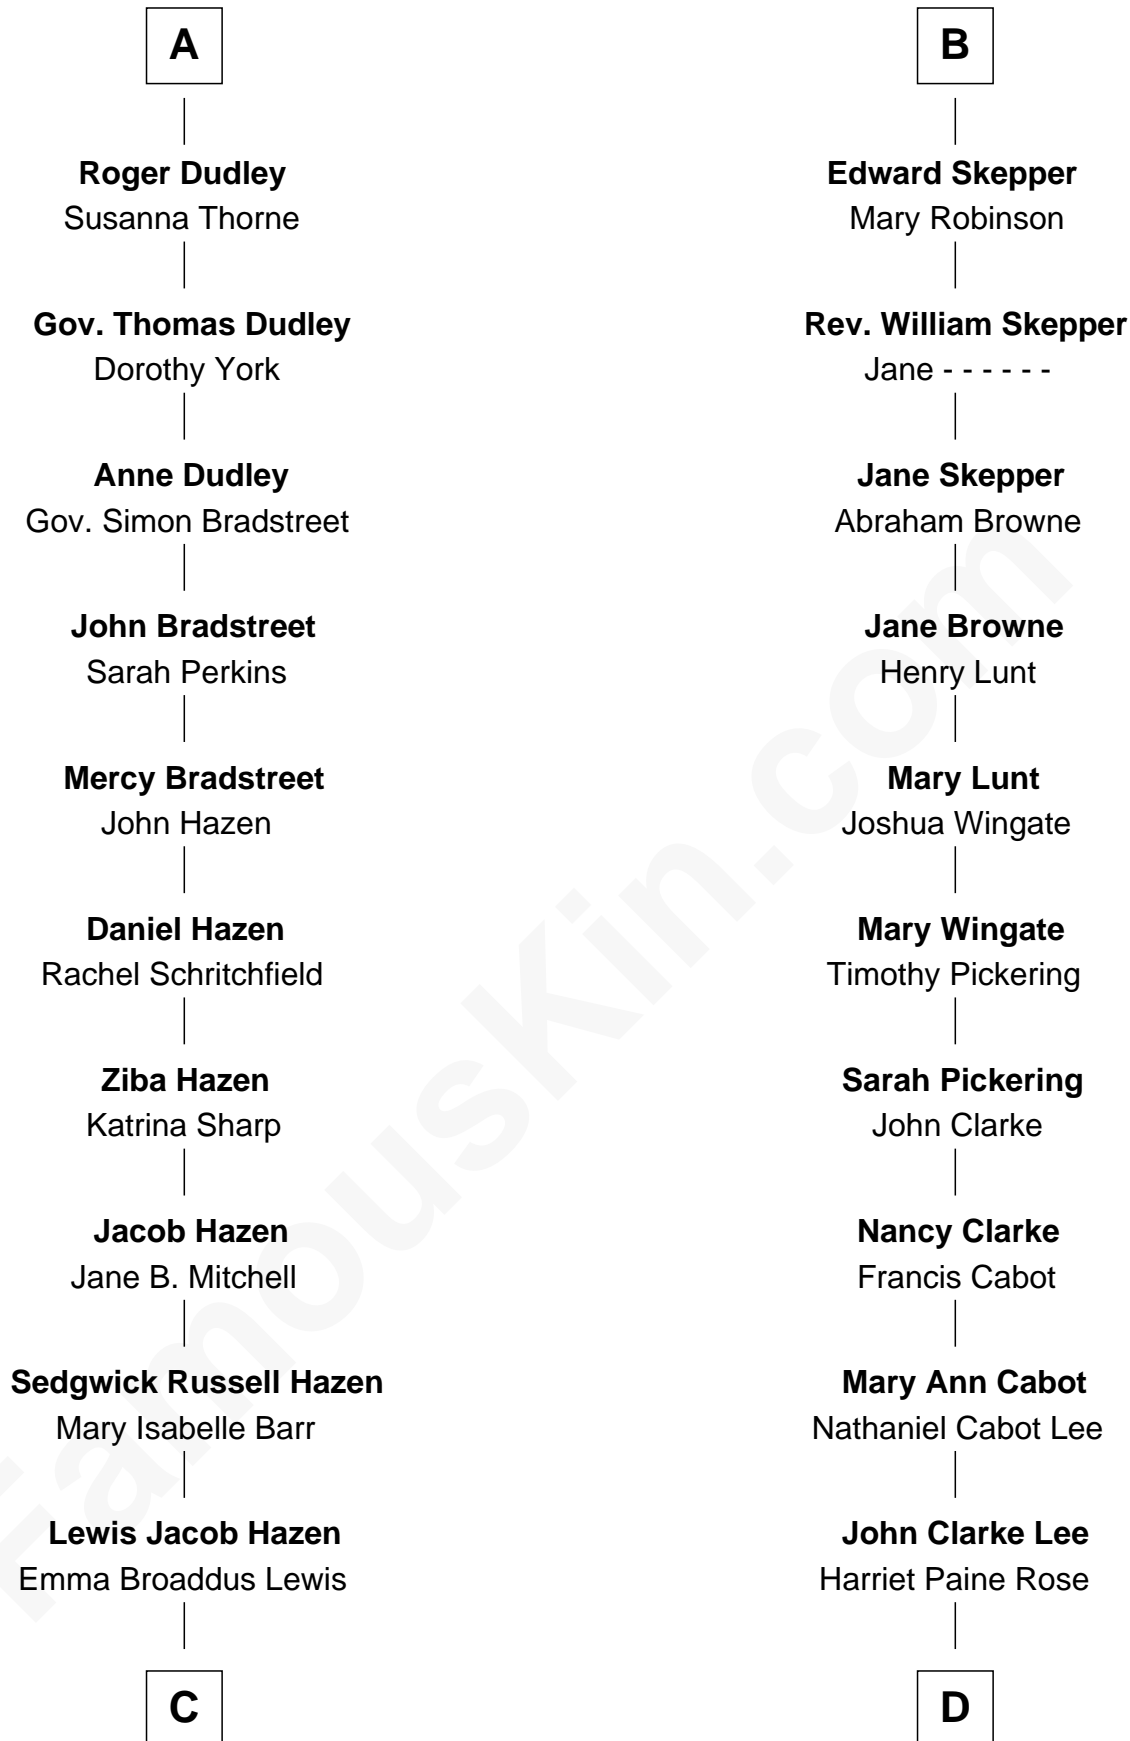 A
Roger Dudley
Susanna Thorne
Gov. Thomas Dudley
Dorothy York
Anne Dudley
Gov. Simon Bradstreet
John Bradstreet
Sarah Perkins
Mercy Bradstreet
John Hazen
Daniel Hazen
Rachel Schritchfield
Ziba Hazen
Katrina Sharp
Jacob Hazen
Jane B. Mitchell
Sedgwick Russell Hazen
Mary Isabelle Barr
Lewis Jacob Hazen
Emma Broaddus Lewis
C
B
Edward Skepper
Mary Robinson
Rev. William Skepper
Jane - - - - - -
Jane Skepper
Abraham Browne
Jane Browne
Henry Lunt
Mary Lunt
Joshua Wingate
Mary Wingate
Timothy Pickering
Sarah Pickering
John Clarke
Nancy Clarke
Francis Cabot
Mary Ann Cabot
Nathaniel Cabot Lee
John Clarke Lee
Harriet Paine Rose
D
FamousKin.com